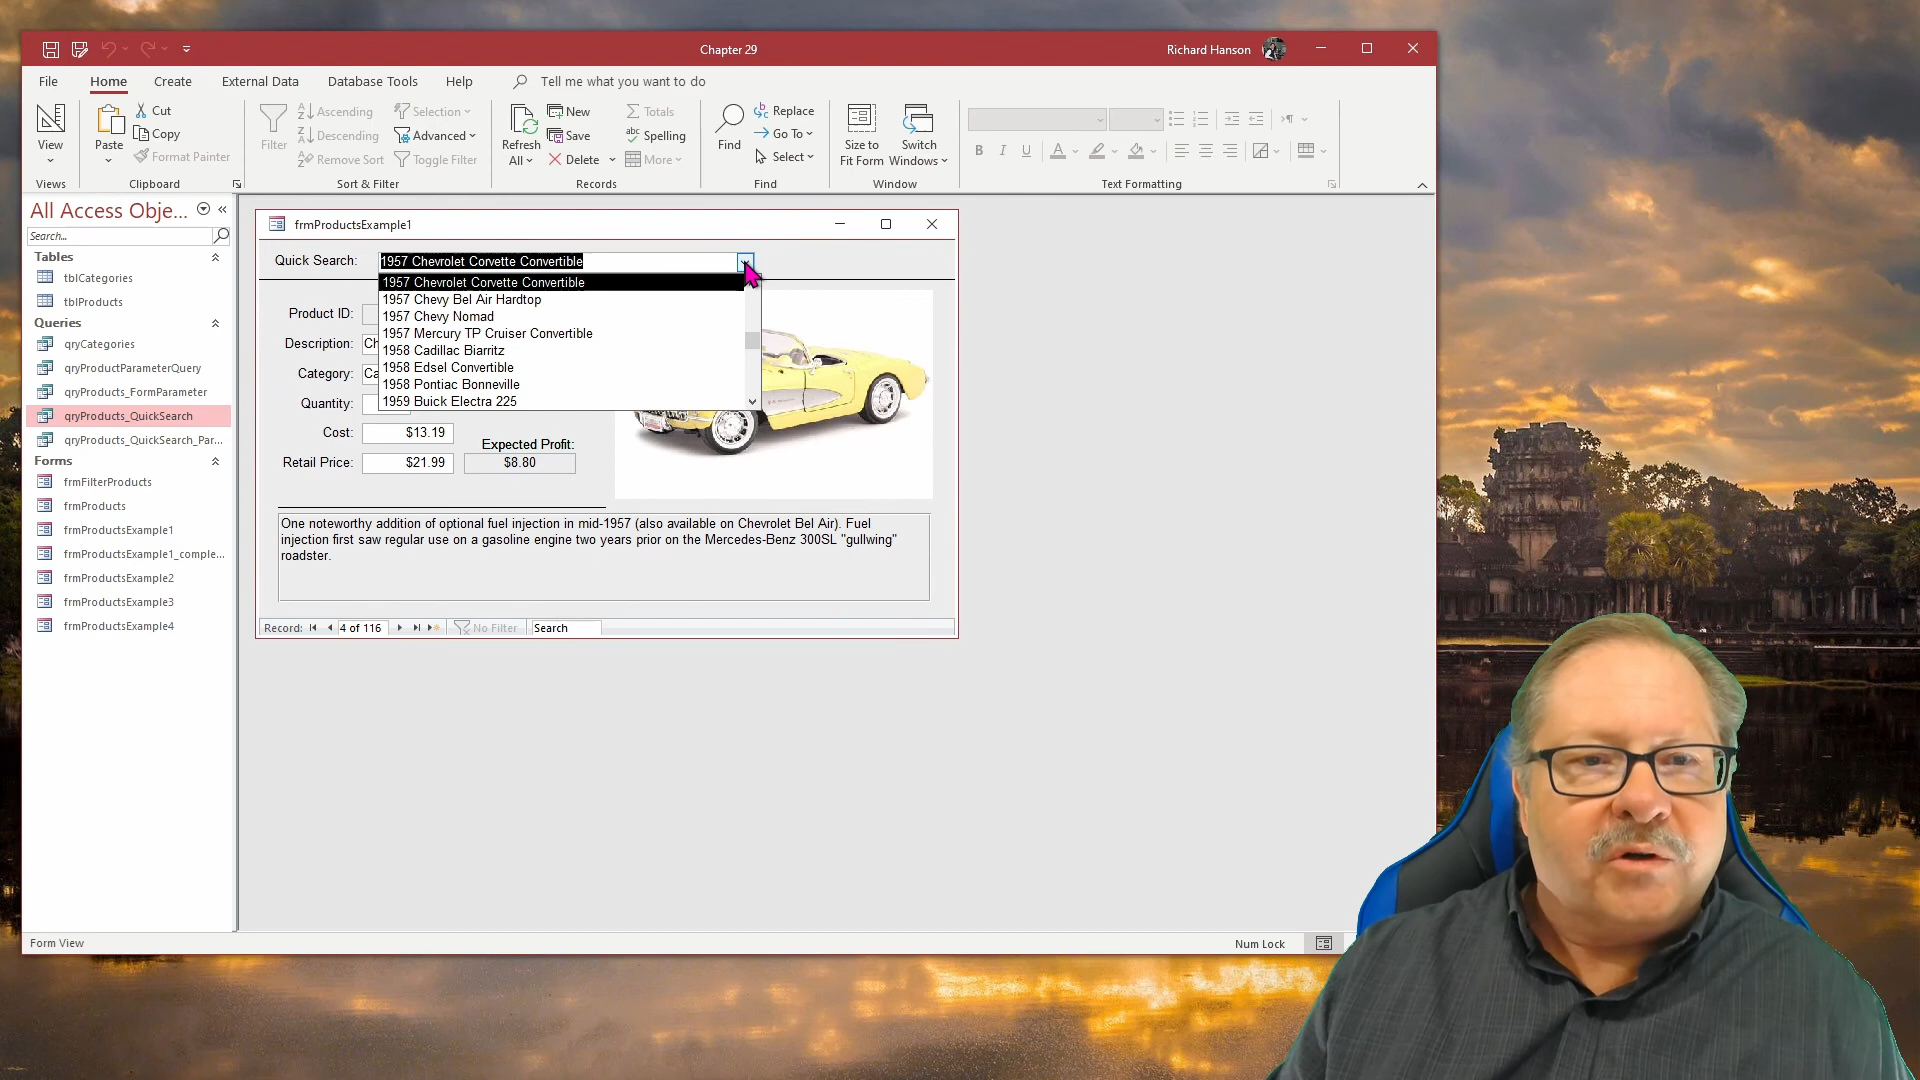 Chapter 29
Richard Hanson
File Home Create External Data Database Tools Help Tell me what you want to do
View
Views
Paste
Cut
Copy
Format Painter
Clipboard
Filter
Ascending
Descending
Remove Sort
Selection
Advanced
Toggle Filter
Sort & Filter
Refresh
All
New
Save
Delete
Totals
Spelling
More
Records
Find
Replace
Go To
Select
Find
Size to
Fit Form
Switch
Windows
Window
B I U
Text Formatting
All Access Obje...
Search...
Tables
tblCategories
tblProducts
Queries
qryCategories
qryProductParameterQuery
qryProducts_FormParameter
qryProducts_QuickSearch
qryProducts_QuickSearch_Par...
Forms
frmFilterProducts
frmProducts
frmProductsExample1
frmProductsExample1_comple...
frmProductsExample2
frmProductsExample3
frmProductsExample4
frmProductsExample1
Quick Search: 1957 Chevrolet Corvette Convertible
1957 Chevrolet Corvette Convertible
1957 Chevy Bel Air Hardtop
1957 Chevy Nomad
1957 Mercury TP Cruiser Convertible
1958 Cadillac Biarritz
1958 Edsel Convertible
1958 Pontiac Bonneville
1959 Buick Electra 225
Product ID:
Description: Ch
Category: Ca
Quantity:
Cost: $13.19
Expected Profit:
Retail Price: $21.99 $8.80
One noteworthy addition of optional fuel injection in mid-1957 (also available on Chevrolet Bel Air). Fuel
injection first saw regular use on a gasoline engine two years prior on the Mercedes-Benz 300SL "gullwing"
roadster.
Record: 4 of 116 No Filter Search
Form View
Num Lock